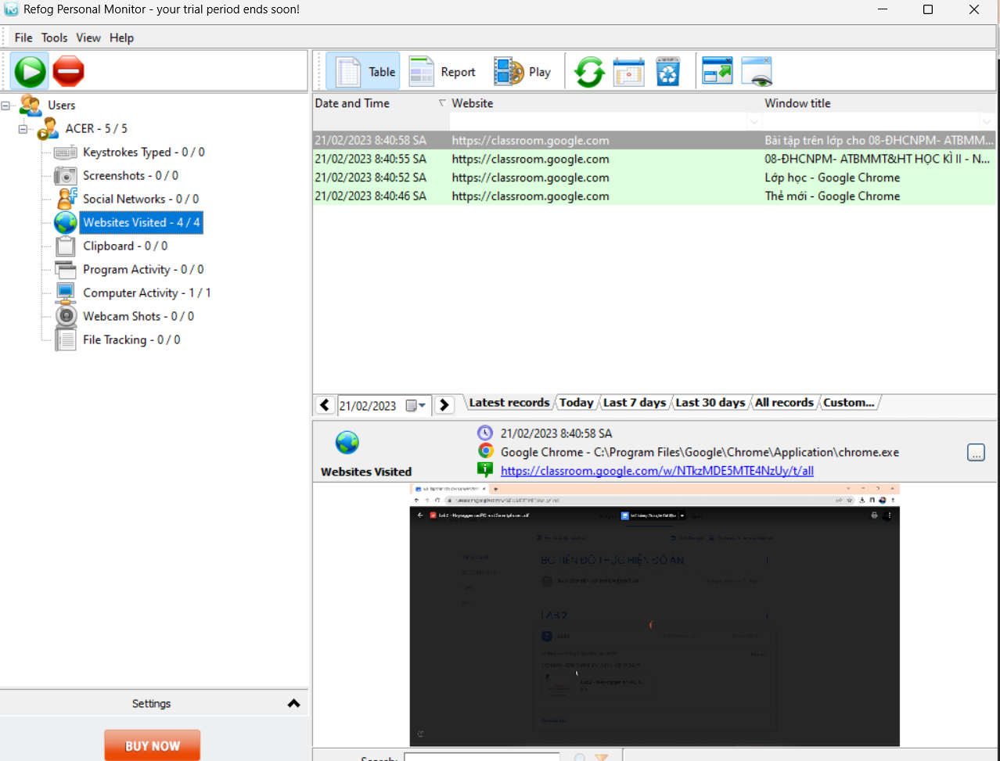 Refog Personal Monitor - your trial period ends soon!
File Tools View Help
Table Report Play
Users
ACER - 5 / 5
Keystrokes Typed - 0 / 0
Screenshots - 0 / 0
Social Networks - 0 / 0
Websites Visited - 4 / 4
Clipboard - 0 / 0
Program Activity - 0 / 0
Computer Activity - 1 / 1
Webcam Shots - 0 / 0
File Tracking - 0 / 0
Settings
BUY NOW
Date and Time Website Window title
21/02/2023 8:40:58 SA https://classroom.google.com Bài tập trên lớp cho 08-ĐHCNPM- ATBMM...
21/02/2023 8:40:55 SA https://classroom.google.com 08-ĐHCNPM- ATBMMT&HT HỌC KÌ II - N...
21/02/2023 8:40:52 SA https://classroom.google.com Lớp học - Google Chrome
21/02/2023 8:40:46 SA https://classroom.google.com Thẻ mới - Google Chrome
21/02/2023 Latest records Today Last 7 days Last 30 days All records Custom...
Websites Visited
21/02/2023 8:40:58 SA
Google Chrome - C:\Program Files\Google\Chrome\Application\chrome.exe
...
https://classroom.google.com/w/NTkzMDE5MTE4NzUy/t/all
BC TIẾN ĐỘ THỰC HIỆN ĐỒ ÁN
LAB 2
Search: